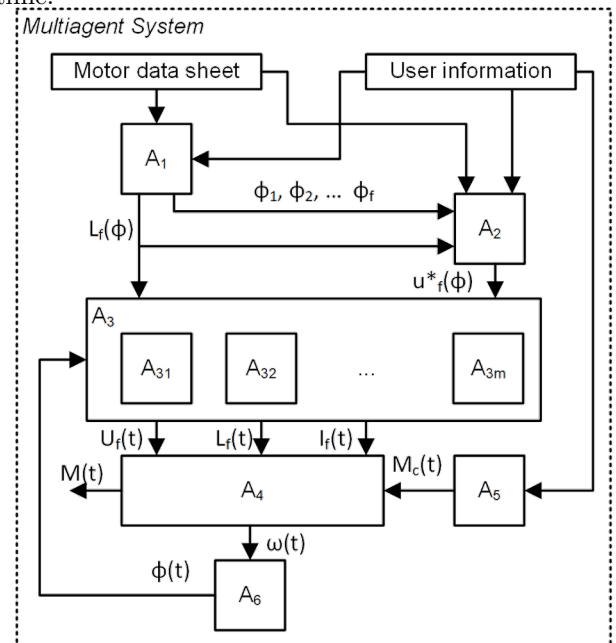 Multiagent System
Motor data sheet
User information
A₁
ϕ₁, ϕ₂, ... ϕf
A₂
Lf(ϕ)
u*f(ϕ)
A₃
A₃₁
A₃₂
...
A₃ₘ
Uf(t)
Lf(t)
If(t)
M(t)
A₄
Mc(t)
A₅
ω(t)
ϕ(t)
A₆